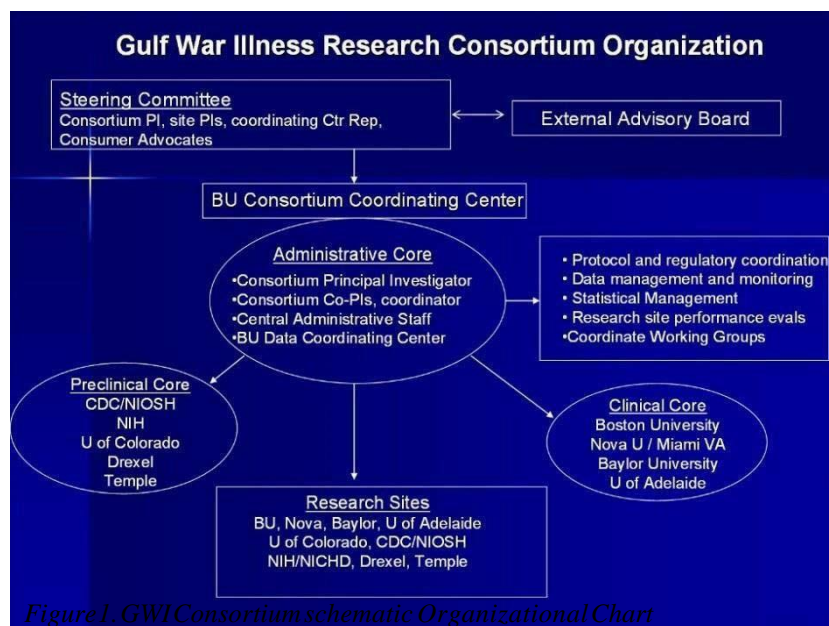 Gulf War Illness Research Consortium Organization
Steering Committee
Consortium PI, site PIs, coordinating Ctr Rep,
Consumer Advocates
External Advisory Board
BU Consortium Coordinating Center
Administrative Core
•Consortium Principal Investigator
•Consortium Co-PIs, coordinator
•Central Administrative Staff
•BU Data Coordinating Center
• Protocol and regulatory coordination
• Data management and monitoring
• Statistical Management
• Research site performance evals
•Coordinate Working Groups
Preclinical Core
CDC/NIOSH
NIH
U of Colorado
Drexel
Temple
Clinical Core
Boston University
Nova U / Miami VA
Baylor University
U of Adelaide
Research Sites
BU, Nova, Baylor, U of Adelaide
U of Colorado, CDC/NIOSH
NIH/NICHD, Drexel, Temple
Figure1. GWI Consortium schematic Organizational Chart